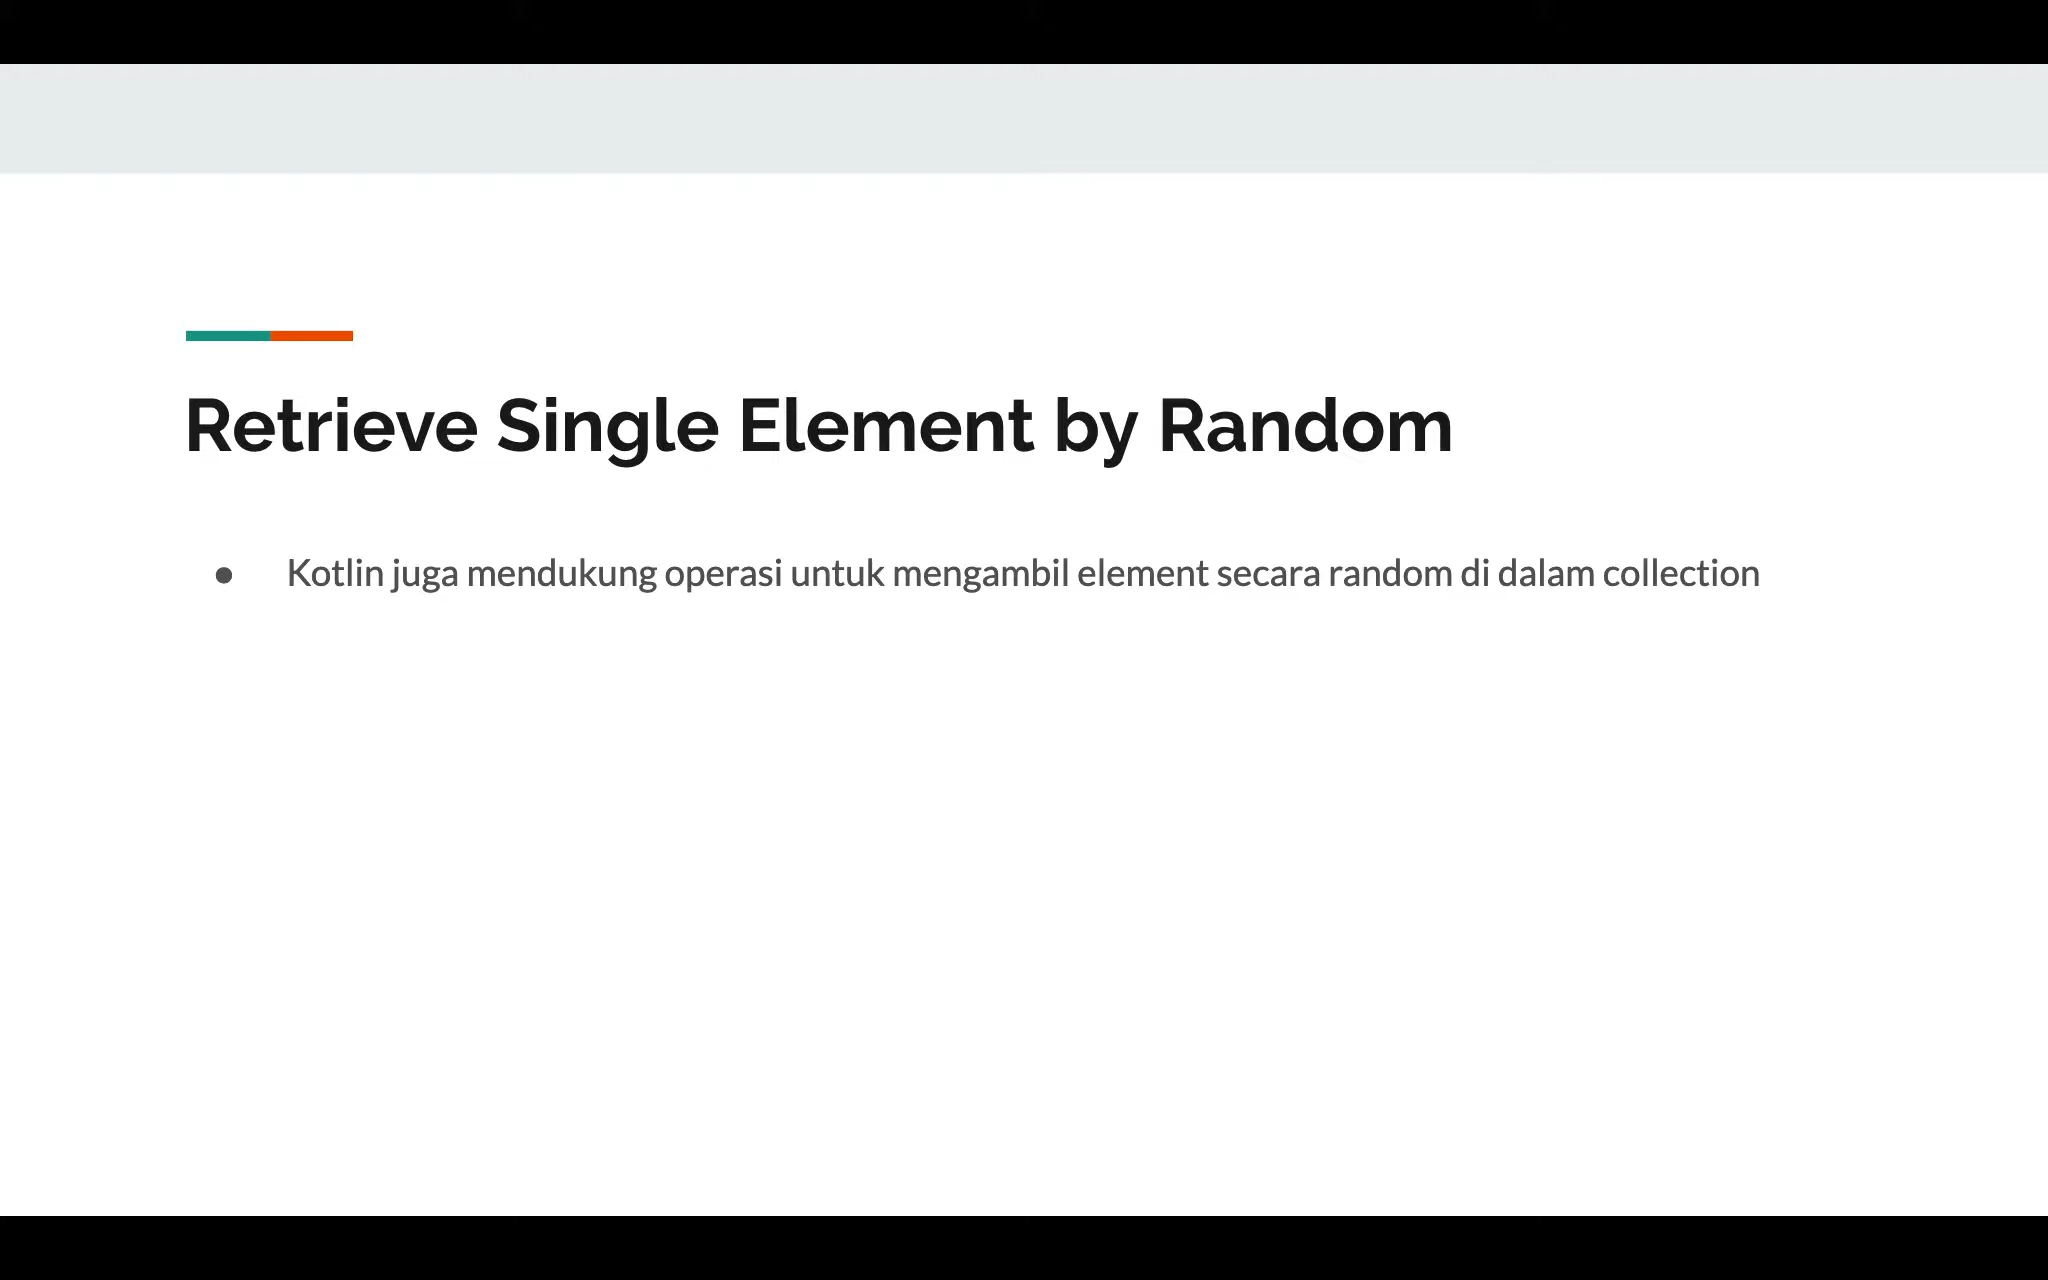 Retrieve Single Element by Random
● Kotlin juga mendukung operasi untuk mengambil element secara random di dalam collection